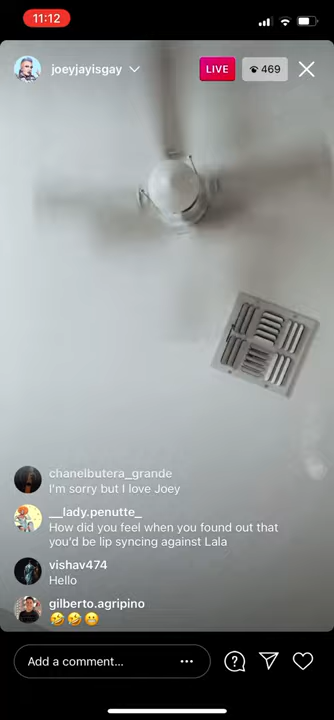 11:12
joeyjayisgay
LIVE
469
chanelbutera_grande
I'm sorry but I love Joey
__lady.penutte_
How did you feel when you found out that
you'd be lip syncing against Lala
vishav474
Hello
gilberto.agripino
🤣🤣😬
Add a comment...